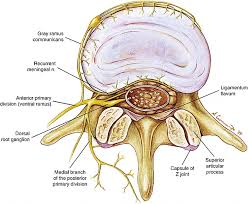 Gray ramus
communicans
Recurrent
meningeal n.
Anterior primary
division (ventral ramus)
Dorsal
root ganglion
Medial branch
of the posterior
primary division
Capsule of
Z joint
Superior
articular
process
Ligamentum
flavum